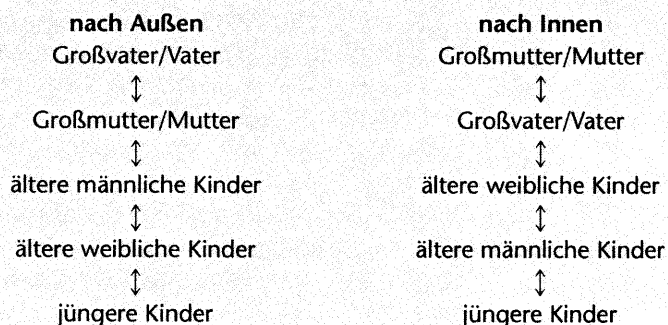 nach Außen
Großvater/Vater
↕
Großmutter/Mutter
↕
ältere männliche Kinder
↕
ältere weibliche Kinder
↕
jüngere Kinder
nach Innen
Großmutter/Mutter
↕
Großvater/Vater
↕
ältere weibliche Kinder
↕
ältere männliche Kinder
↕
jüngere Kinder